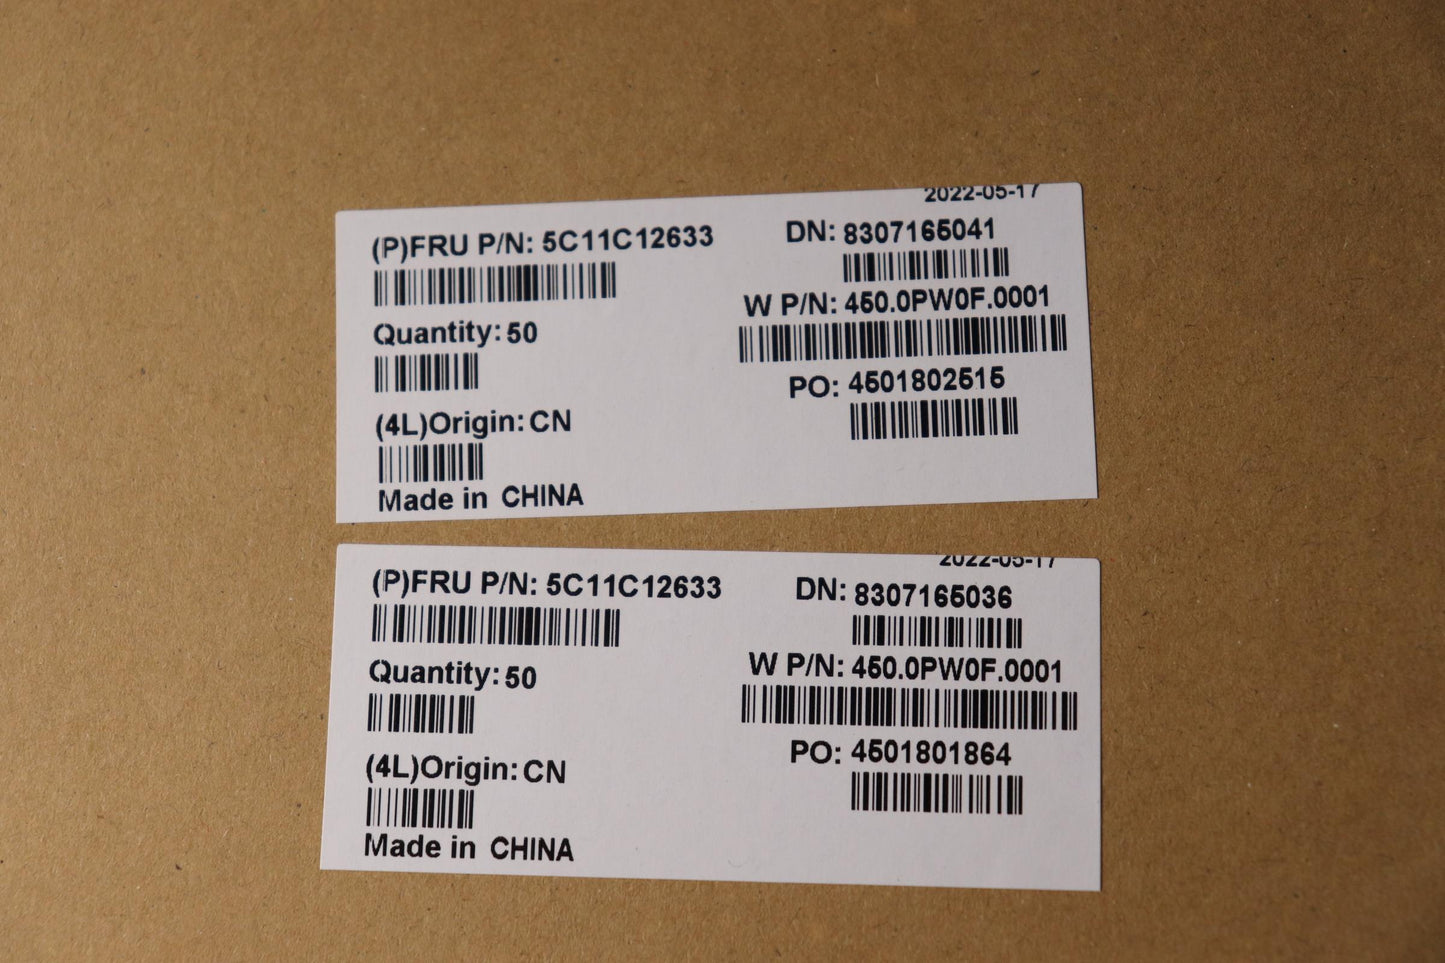 2022-05-17
(P)FRU P/N: 5C11C12633
DN: 8307165041
W P/N: 450.0PW0F.0001
Quantity: 50
PO: 4501802515
(4L)Origin: CN
Made in CHINA
2022-05-17
(P)FRU P/N: 5C11C12633
DN: 8307165036
W P/N: 450.0PW0F.0001
Quantity: 50
PO: 4501801864
(4L)Origin: CN
Made in CHINA